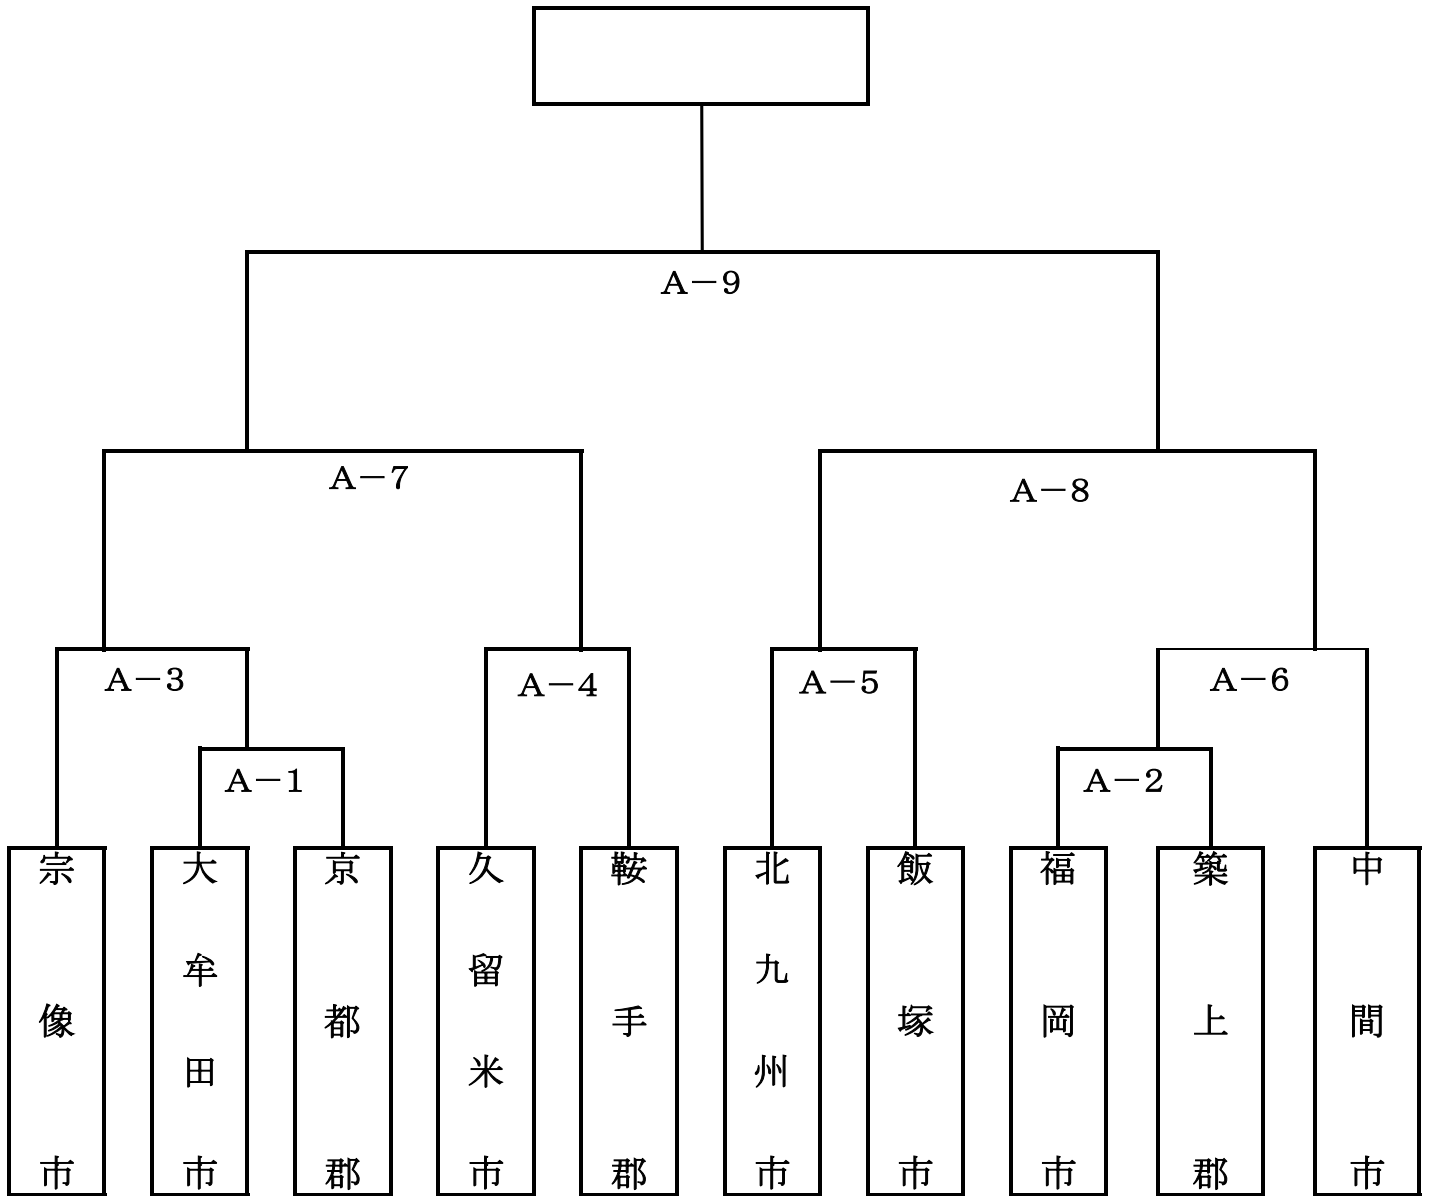 A－9
A－7
A－8
A－3
A－4
A－5
A－6
A－1
A－2
宗像市
大牟田市
京都郡
久留米市
鞍手郡
北九州市
飯塚市
福岡市
築上郡
中間市